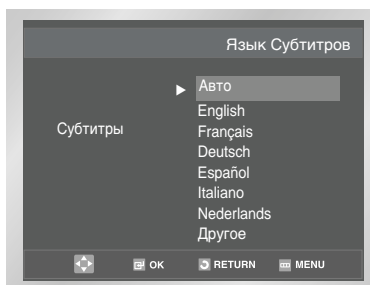 Язык Субтитров
Субтитры
Авто
English
Français
Deutsch
Español
Italiano
Nederlands
Другое
OK RETURN MENU